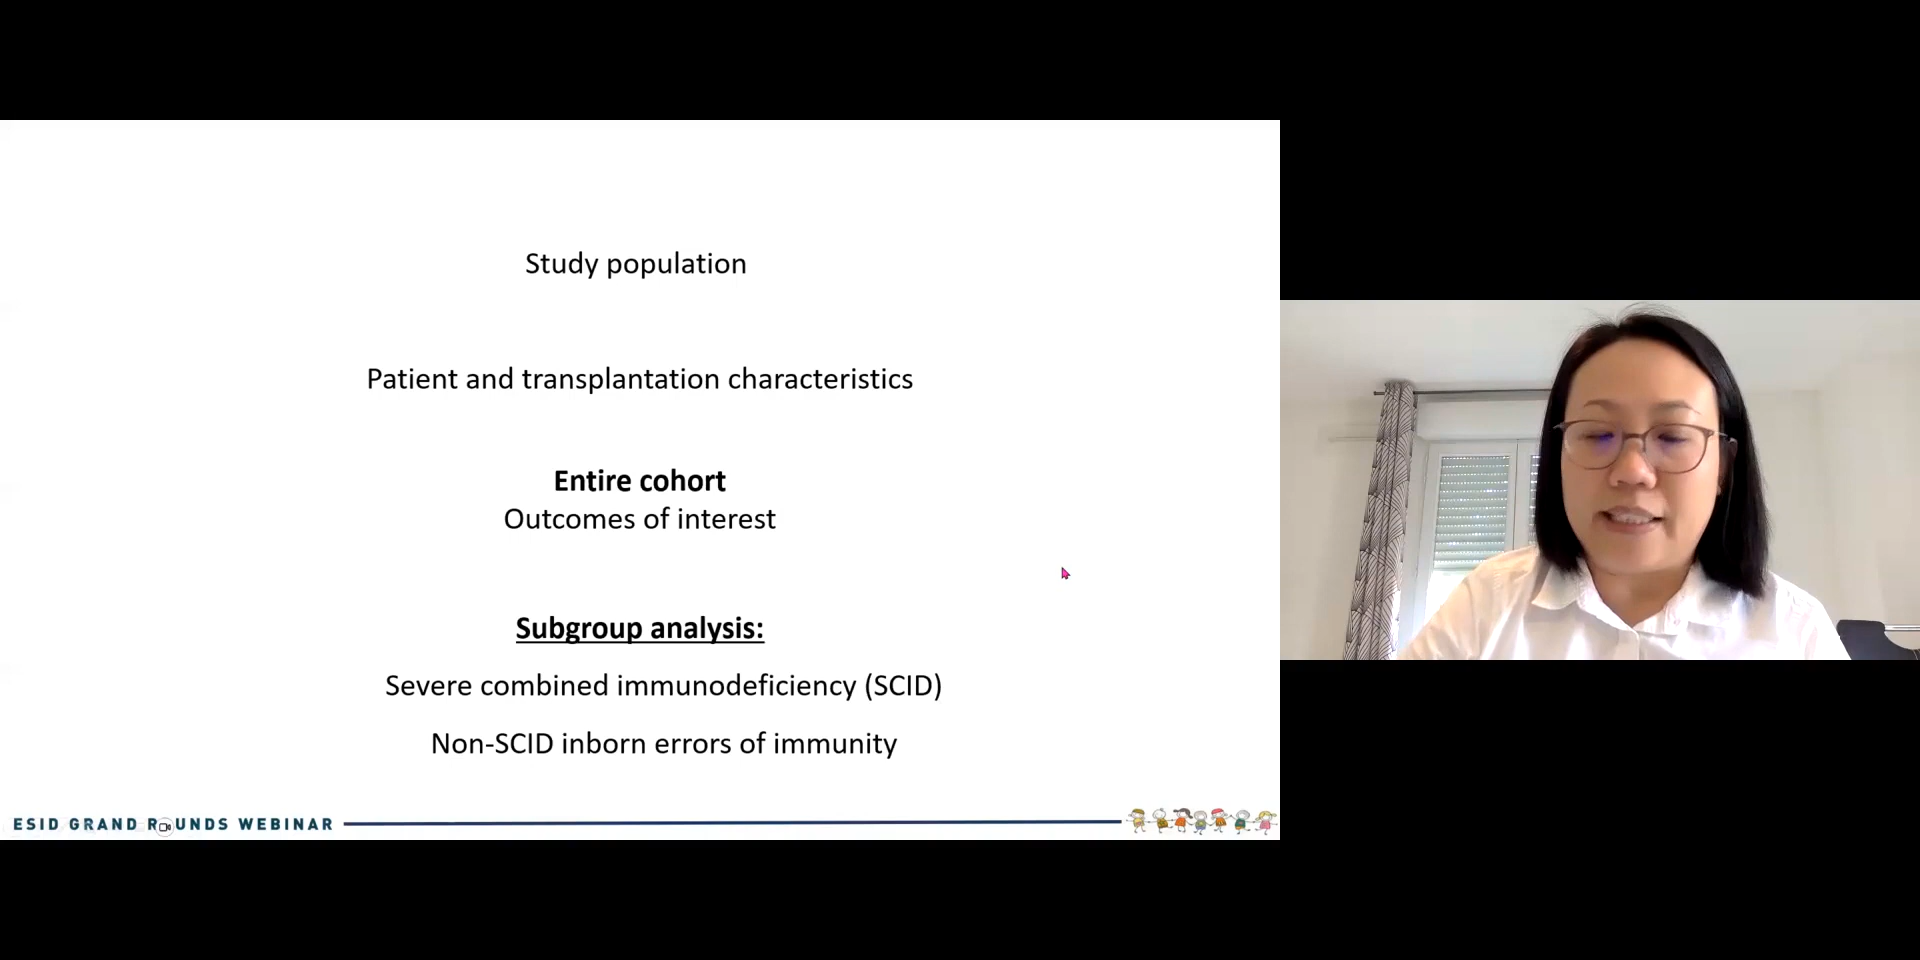 Study population
Patient and transplantation characteristics
Entire cohort
Outcomes of interest
Subgroup analysis:
Severe combined immunodeficiency (SCID)
Non-SCID inborn errors of immunity
ESID GRAND ROUNDS WEBINAR